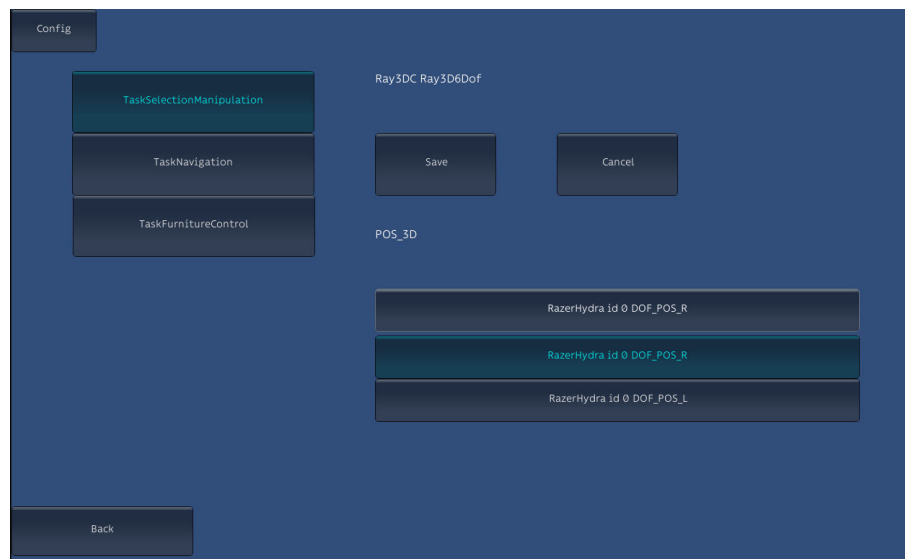 Config
TaskSelectionManipulation
TaskNavigation
TaskFurnitureControl
Ray3DC Ray3D6Dof
Save
Cancel
POS_3D
RazerHydra id 0 DOF_POS_R
RazerHydra id 0 DOF_POS_R
RazerHydra id 0 DOF_POS_L
Back